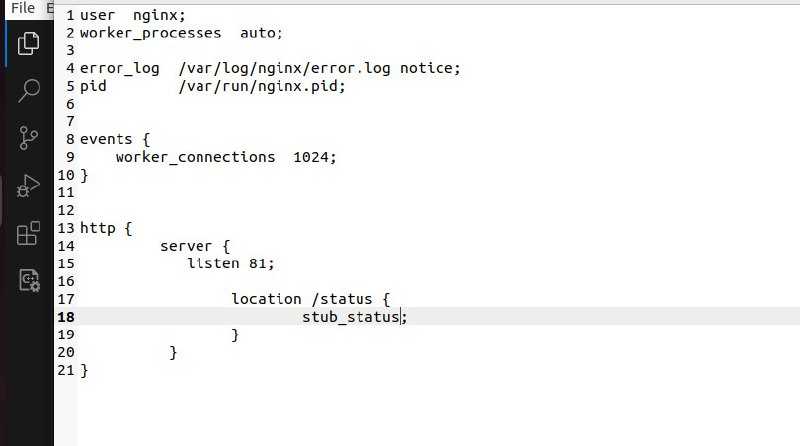 File E
1 user  nginx;
2 worker_processes  auto;
3
4 error_log  /var/log/nginx/error.log notice;
5 pid        /var/run/nginx.pid;
6
7
8 events {
9     worker_connections  1024;
10 }
11
12
13 http {
14          server {
15             listen 81;
16
17                  location /status {
18                          stub_status;
19                  }
20           }
21 }